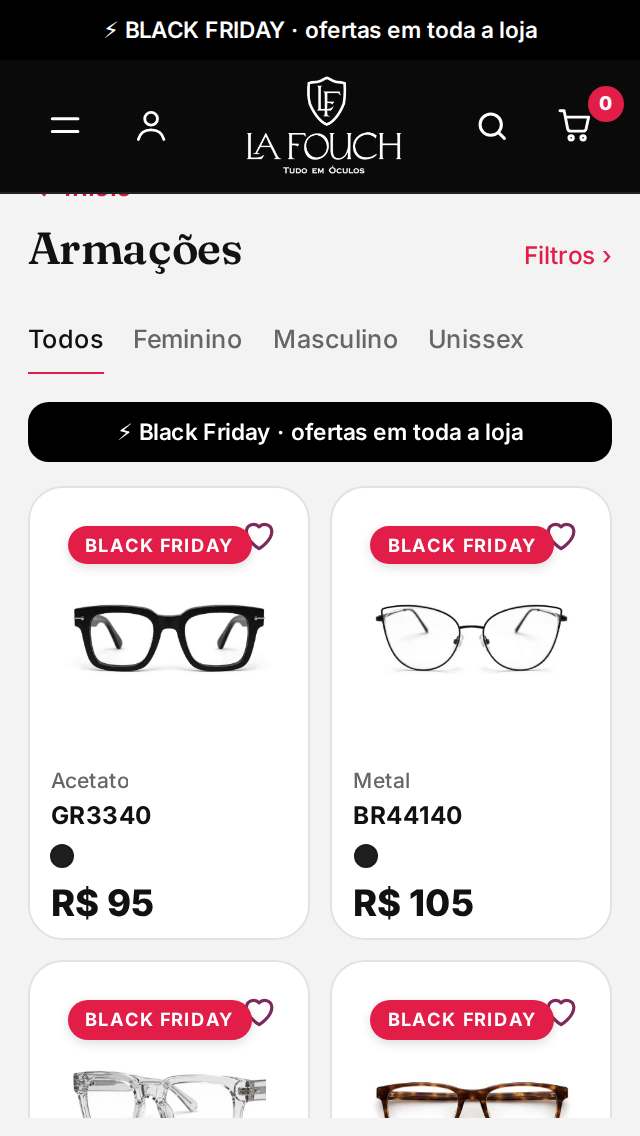 ⚡ BLACK FRIDAY · ofertas em toda a loja
LF
LA FOUCH
TUDO EM ÓCULOS
0
Armações
Filtros ›
Todos Feminino Masculino Unissex
⚡ Black Friday · ofertas em toda a loja
BLACK FRIDAY
BLACK FRIDAY
Acetato
GR3340
R$ 95
Metal
BR44140
R$ 105
BLACK FRIDAY
BLACK FRIDAY